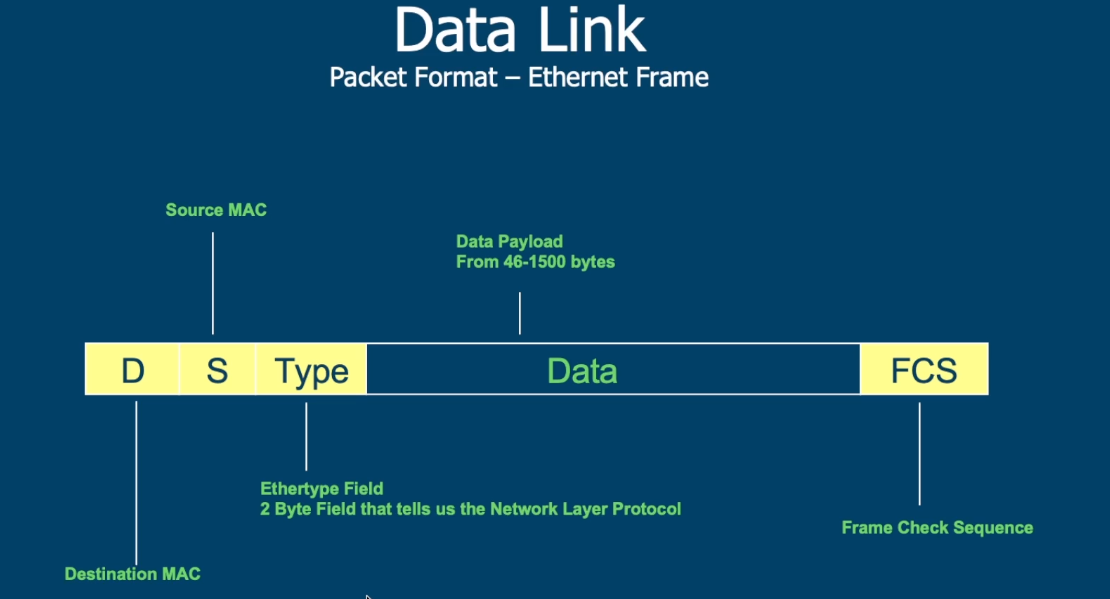 Data Link
Packet Format – Ethernet Frame
Source MAC
Data Payload
From 46-1500 bytes
D
S
Type
Data
FCS
Ethertype Field
2 Byte Field that tells us the Network Layer Protocol
Frame Check Sequence
Destination MAC